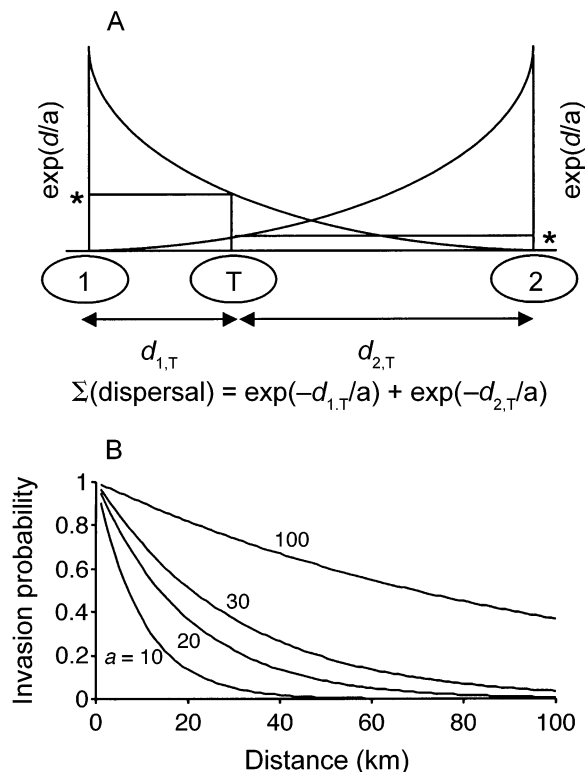 A
exp(d/a)
exp(d/a)
*
*
1
T
2
d1,T
d2,T
Σ(dispersal) = exp(–d1.T/a) + exp(–d2,T/a)
B
Invasion probability
1
0.8
0.6
0.4
0.2
0
100
30
20
a = 10
0
20
40
60
80
100
Distance (km)